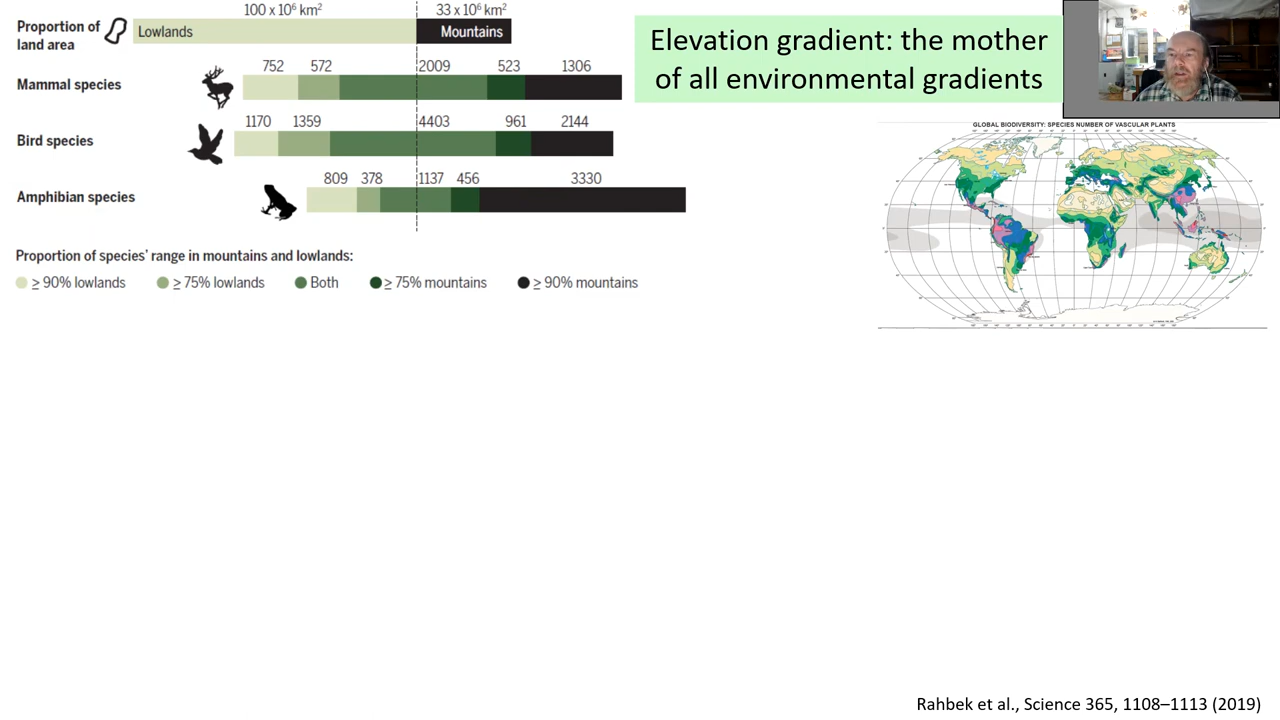 100 x 10⁶ km²
33 x 10⁶ km²
Proportion of
land area
Lowlands
Mountains
Elevation gradient: the mother
of all environmental gradients
752 572 2009 523 1306
Mammal species
1170 1359 4403 961 2144
Bird species
809 378 1137 456 3330
Amphibian species
Proportion of species' range in mountains and lowlands:
≥ 90% lowlands ≥ 75% lowlands Both ≥ 75% mountains ≥ 90% mountains
GLOBAL BIODIVERSITY: SPECIES NUMBER OF VASCULAR PLANTS
Rahbek et al., Science 365, 1108–1113 (2019)